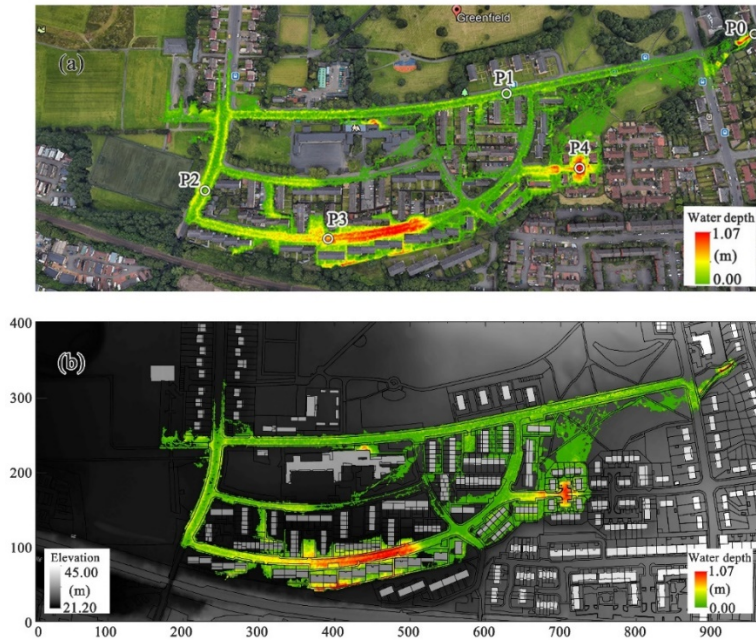 Greenfield
P0
(a)
P1
P4
P2
P3
Water depth
1.07
(m)
0.00
400
(b)
300
200
100
0
Elevation
45.00
(m)
21.20
Water depth
1.07
(m)
0.00
100 200 300 400 500 600 700 800 900